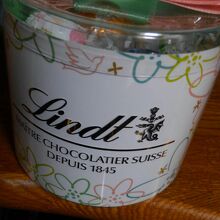 Lindt
MAÎTRE CHOCOLATIER SUISSE
DEPUIS 1845